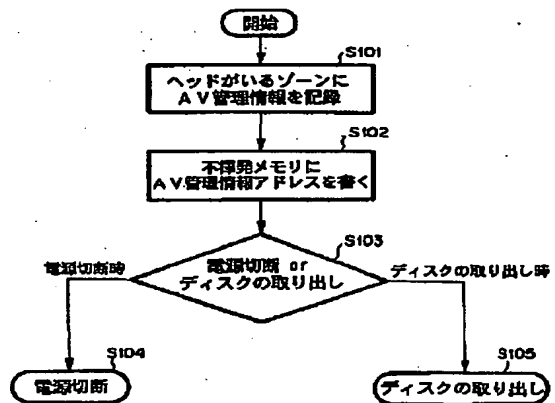 開始
S101
ヘッドがいるゾーンに
AV管理情報を記録
S102
不揮発メモリに
AV管理情報アドレスを書く
S103
電源切断 or
ディスクの取り出し
電源切断時
ディスクの取り出し時
S104
電源切断
S105
ディスクの取り出し